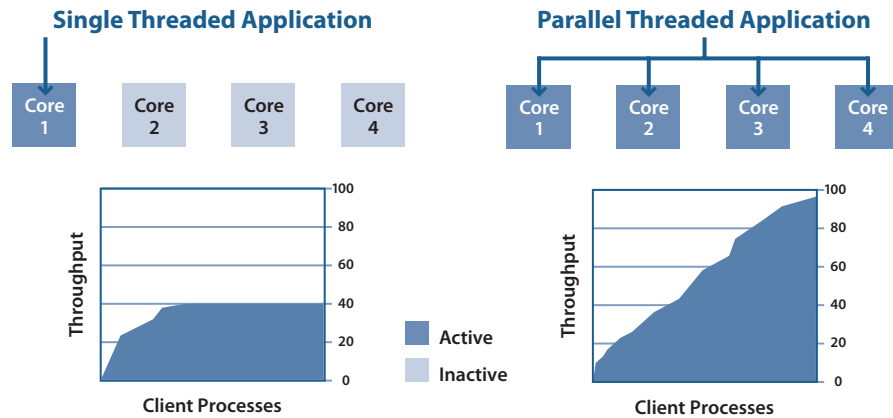 Single Threaded Application
Core
1
Core
2
Core
3
Core
4
Throughput
100
80
60
40
20
0
Client Processes
Active
Inactive
Parallel Threaded Application
Core
1
Core
2
Core
3
Core
4
Throughput
100
80
60
40
20
0
Client Processes